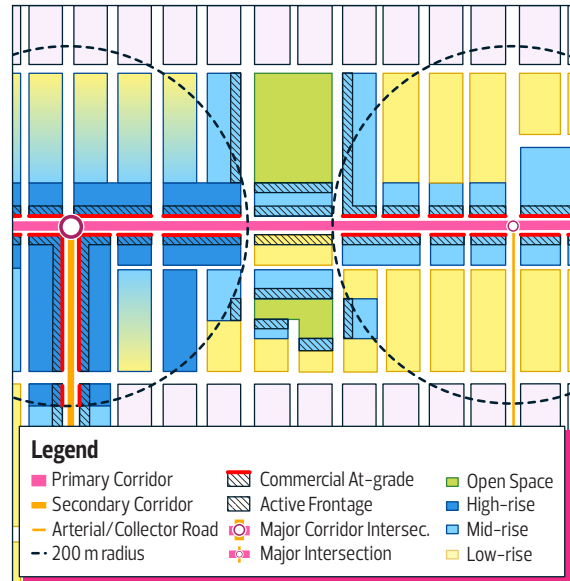 Legend
Primary Corridor
Secondary Corridor
Arterial/Collector Road
200 m radius
Commercial At-grade
Active Frontage
Major Corridor Intersec.
Major Intersection
Open Space
High-rise
Mid-rise
Low-rise